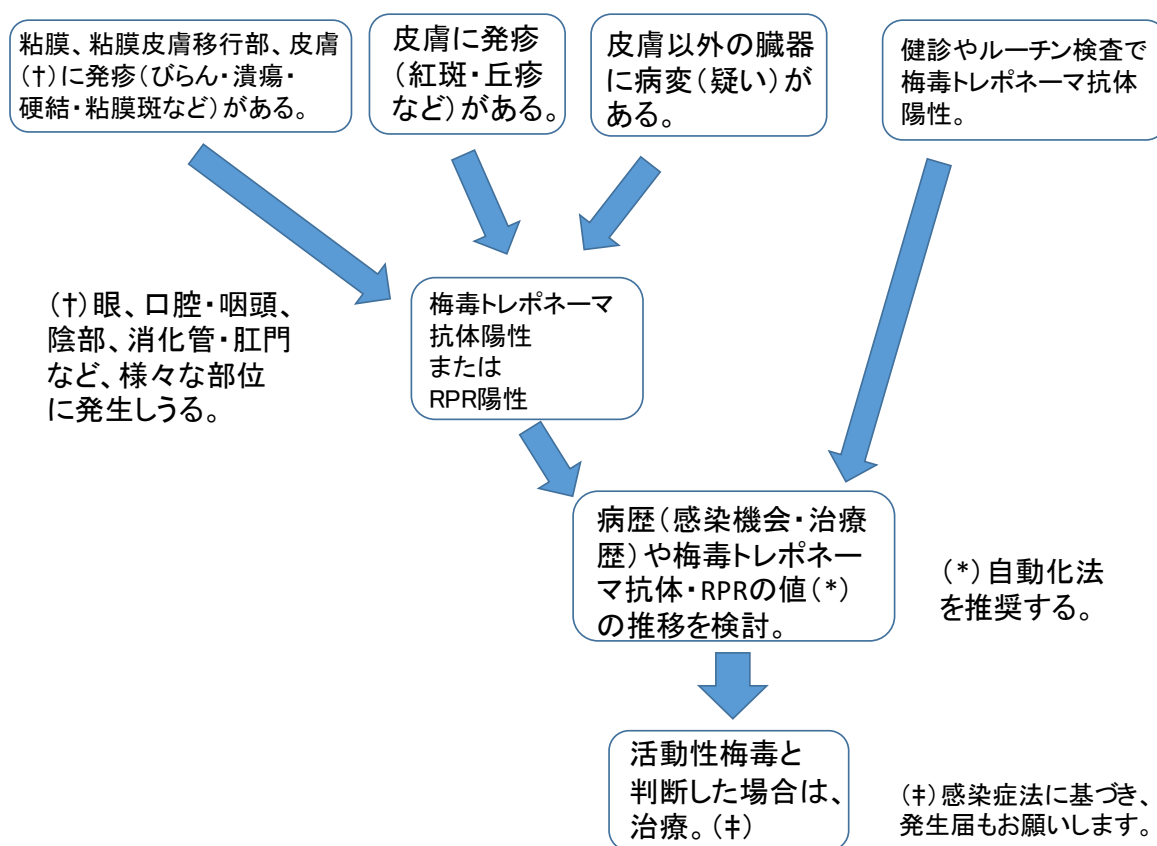 粘膜、粘膜皮膚移行部、皮膚
(†)に発疹(びらん・潰瘍・
硬結・粘膜斑など)がある。
皮膚に発疹
(紅斑・丘疹
など)がある。
皮膚以外の臓器
に病変(疑い)が
ある。
健診やルーチン検査で
梅毒トレポネーマ抗体
陽性。
(†)眼、口腔・咽頭、
陰部、消化管・肛門
など、様々な部位
に発生しうる。
梅毒トレポネーマ
抗体陽性
または
RPR陽性
病歴(感染機会・治療
歴)や梅毒トレポネー
マ抗体・RPRの値(*)
の推移を検討。
(*)自動化法
を推奨する。
活動性梅毒と
判断した場合は、
治療。(‡)
(‡)感染症法に基づき、
発生届もお願いします。